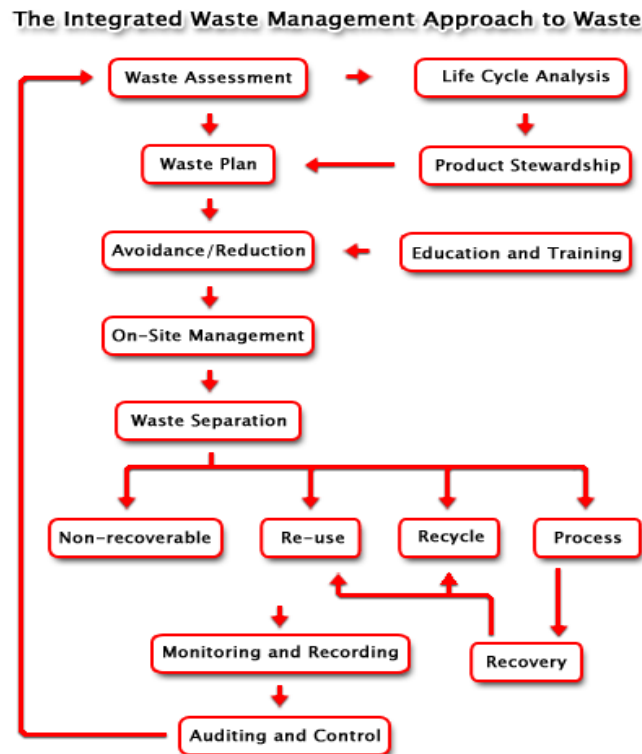 The Integrated Waste Management Approach to Waste
Waste Assessment
Life Cycle Analysis
Waste Plan
Product Stewardship
Avoidance/Reduction
Education and Training
On-Site Management
Waste Separation
Non-recoverable
Re-use
Recycle
Process
Monitoring and Recording
Recovery
Auditing and Control